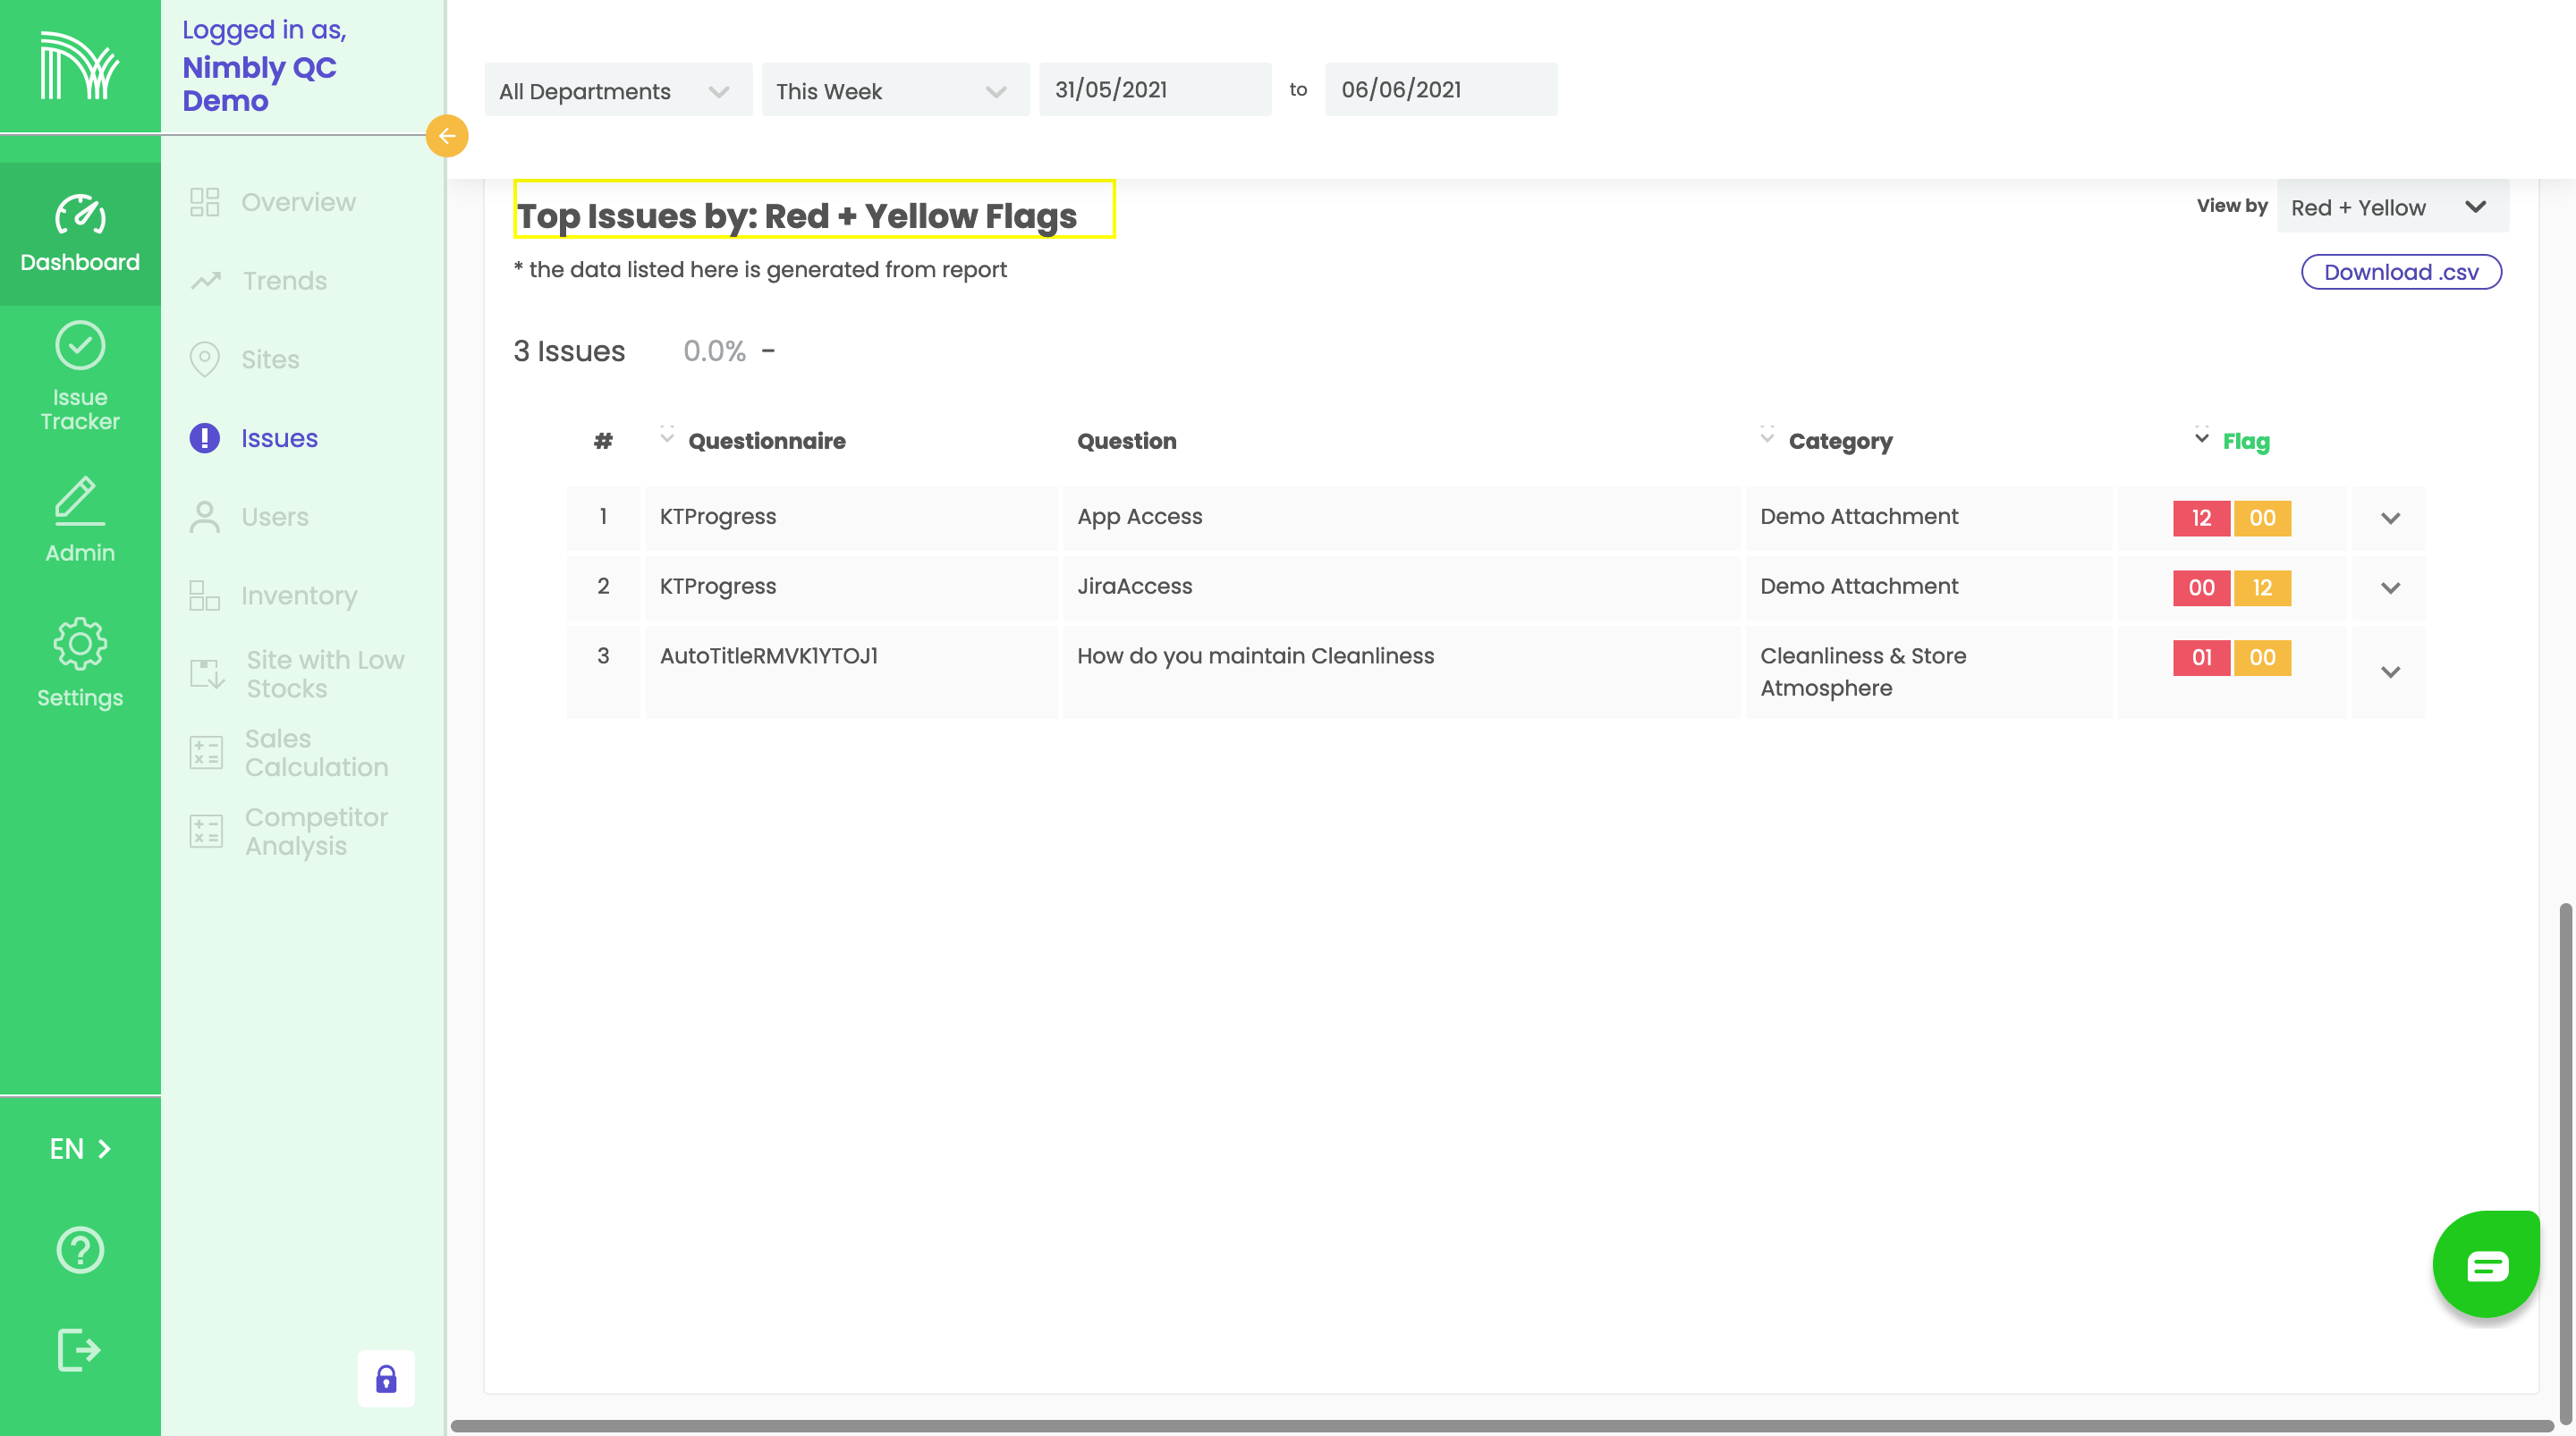 Logged in as,
Nimbly QC
Demo
Dashboard
Issue
Tracker
Admin
Settings
EN
Overview
Trends
Sites
Issues
Users
Inventory
Site with Low
Stocks
Sales
Calculation
Competitor
Analysis
All Departments This Week 31/05/2021 to 06/06/2021
Top Issues by: Red + Yellow Flags
View by Red + Yellow
* the data listed here is generated from report
Download .csv
3 Issues 0.0% -
# Questionnaire Question Category Flag
1 KTProgress App Access Demo Attachment 12 00
2 KTProgress JiraAccess Demo Attachment 00 12
3 AutoTitleRMVK1YTOJ1 How do you maintain Cleanliness Cleanliness & Store 01 00
Atmosphere